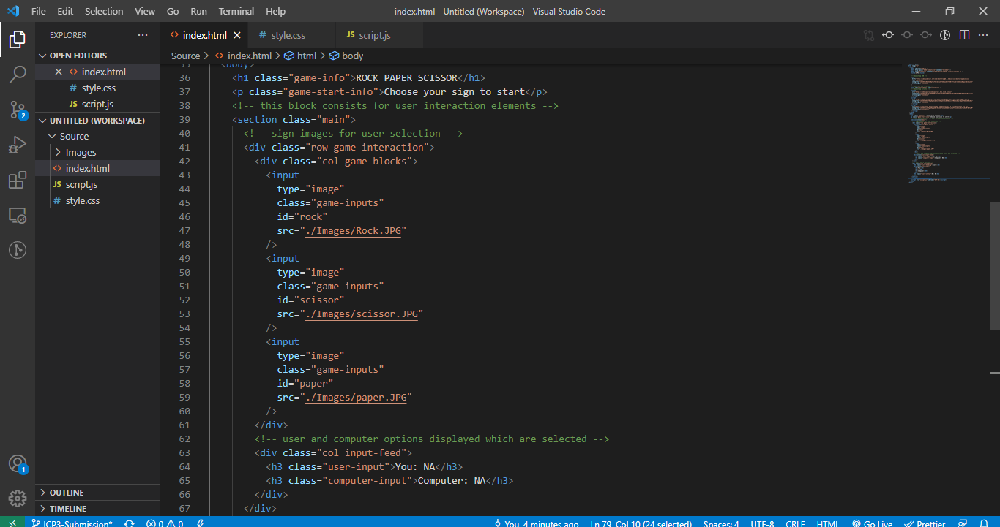 File Edit Selection View Go Run Terminal Help index.html - Untitled (Workspace) - Visual Studio Code
EXPLORER ···
<> index.html × # style.css JS script.js
OPEN EDITORS
× <> index.html
# style.css
JS script.js
UNTITLED (WORKSPACE)
Source
Images
<> index.html
JS script.js
# style.css
OUTLINE
TIMELINE
2
1
Source > <> index.html > html > body
35 <body>
36 <h1 class="game-info">ROCK PAPER SCISSOR</h1>
37 <p class="game-start-info">Choose your sign to start</p>
38 <!-- this block consists for user interaction elements -->
39 <section class="main">
40 <!-- sign images for user selection -->
41 <div class="row game-interaction">
42 <div class="col game-blocks">
43 <input
44 type="image"
45 class="game-inputs"
46 id="rock"
47 src="./Images/Rock.JPG"
48 />
49 <input
50 type="image"
51 class="game-inputs"
52 id="scissor"
53 src="./Images/scissor.JPG"
54 />
55 <input
56 type="image"
57 class="game-inputs"
58 id="paper"
59 src="./Images/paper.JPG"
60 />
61 </div>
62 <!-- user and computer options displayed which are selected -->
63 <div class="col input-feed">
64 <h3 class="user-input">You: NA</h3>
65 <h3 class="computer-input">Computer: NA</h3>
66 </div>
67 </div>
ICP3-Submission* 0 0 You, 4 minutes ago Ln 79, Col 10 (24 selected) Spaces: 4 UTF-8 CRLF HTML Go Live Prettier